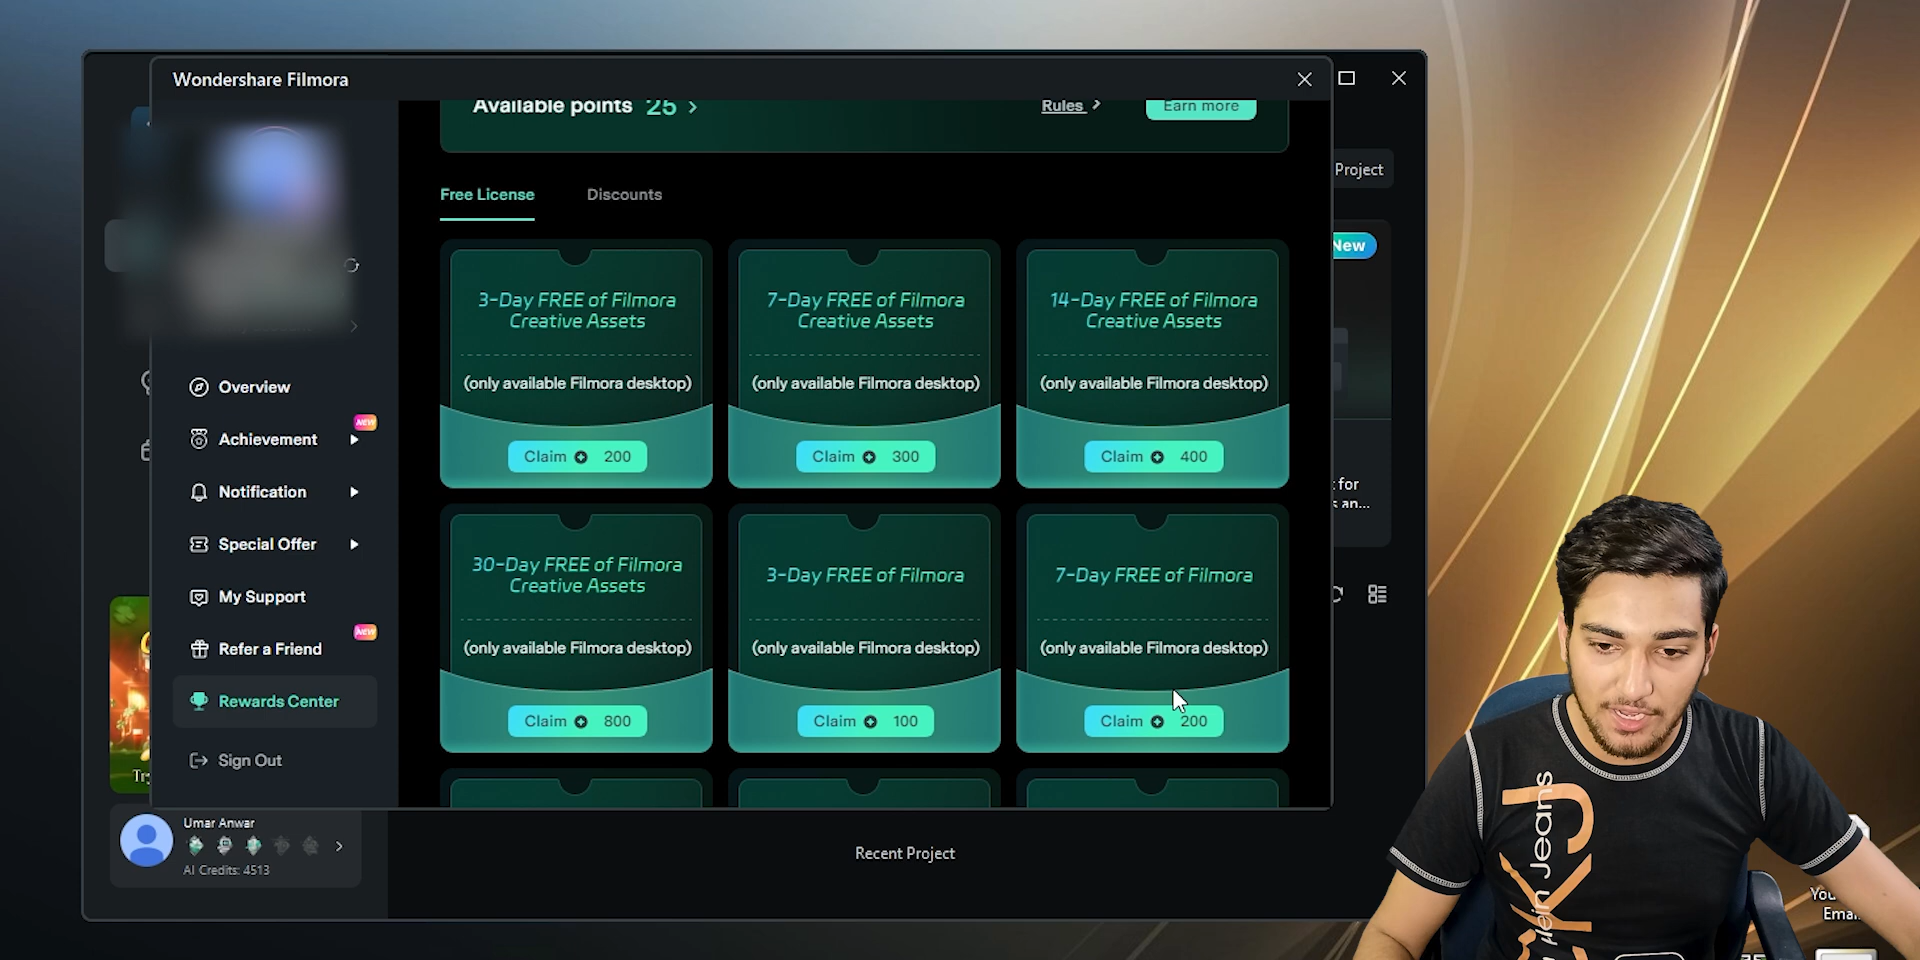 Wondershare Filmora
Available points 25
Rules
Earn more
Free License
Discounts
Project
New
3-Day FREE of Filmora
Creative Assets
(only available Filmora desktop)
Claim 200
7-Day FREE of Filmora
Creative Assets
(only available Filmora desktop)
Claim 300
14-Day FREE of Filmora
Creative Assets
(only available Filmora desktop)
Claim 400
30-Day FREE of Filmora
Creative Assets
(only available Filmora desktop)
Claim 800
3-Day FREE of Filmora
(only available Filmora desktop)
Claim 100
7-Day FREE of Filmora
(only available Filmora desktop)
Claim 200
Overview
NEW
Achievement
Notification
Special Offer
My Support
NEW
Refer a Friend
Rewards Center
Sign Out
for
an...
Umar Anwar
AI Credits: 4513
Recent Project
Jeans